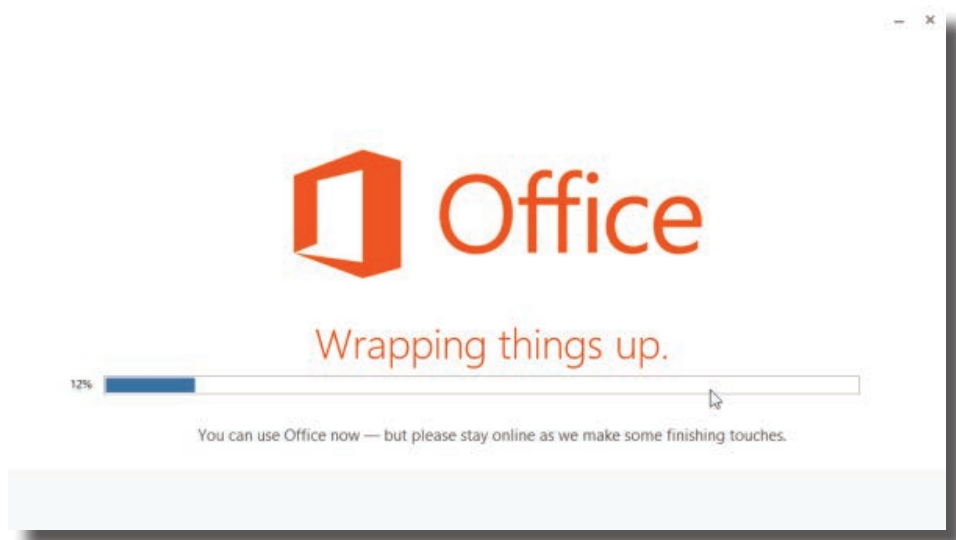 Office
Wrapping things up.
12%
You can use Office now — but please stay online as we make some finishing touches.